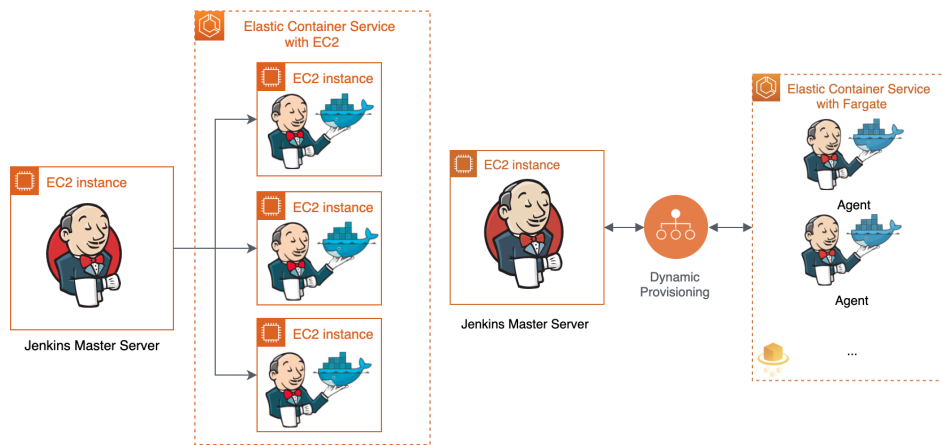 Elastic Container Service
with EC2
EC2 instance
EC2 instance
EC2 instance
EC2 instance
Jenkins Master Server
EC2 instance
Jenkins Master Server
Dynamic
Provisioning
Elastic Container Service
with Fargate
Agent
Agent
...